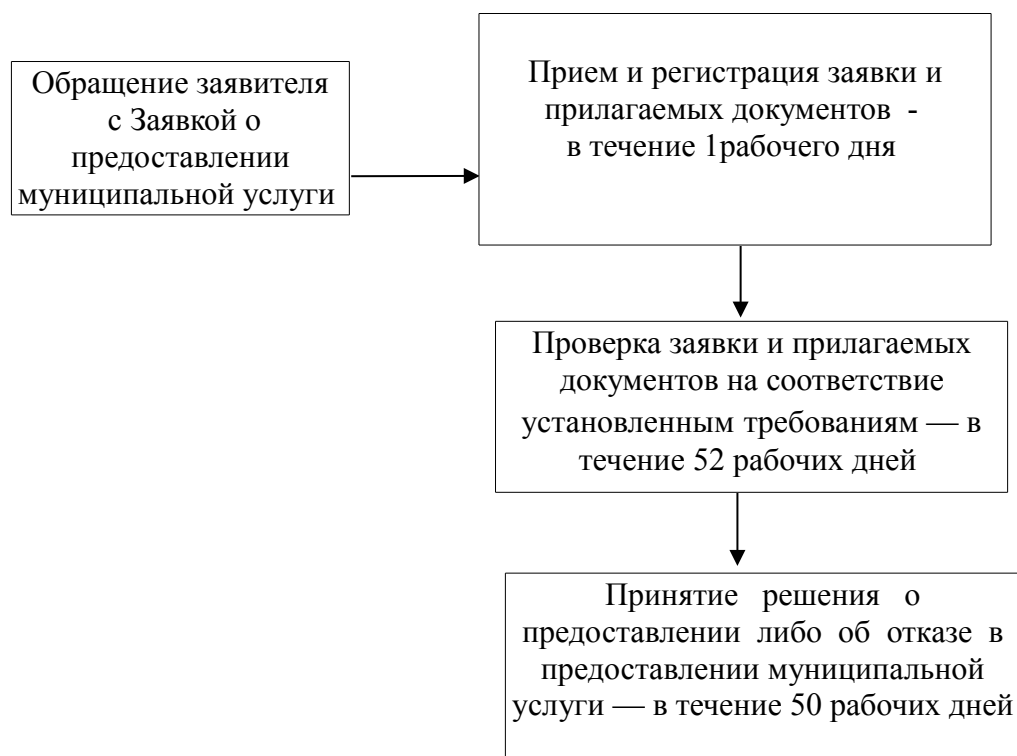 Обращение заявителя
с Заявкой о
предоставлении
муниципальной услуги
Прием и регистрация заявки и
прилагаемых документов -
в течение 1рабочего дня
Проверка заявки и прилагаемых
документов на соответствие
установленным требованиям — в
течение 52 рабочих дней
Принятие решения о
предоставлении либо об отказе в
предоставлении муниципальной
услуги — в течение 50 рабочих дней